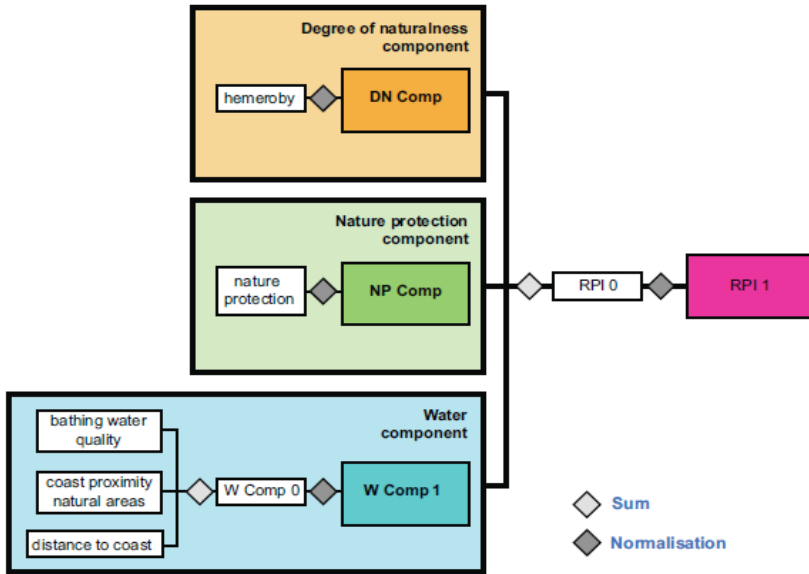 Degree of naturalness
component
hemeroby
DN Comp
Nature protection
component
nature
protection
NP Comp
RPI 0
RPI 1
Water
component
bathing water
quality
coast proximity
natural areas
W Comp 0
W Comp 1
distance to coast
Sum
Normalisation